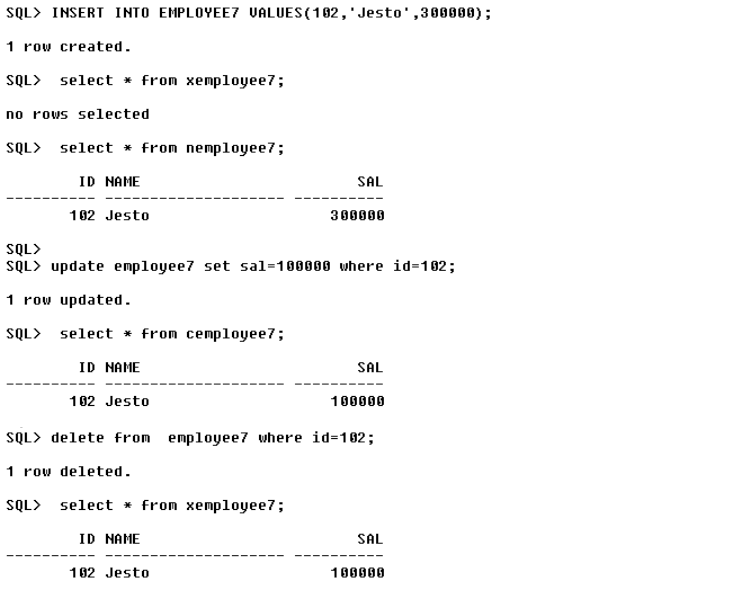 SQL> INSERT INTO EMPLOYEE7 VALUES(102,'Jesto',300000);
1 row created.
SQL>  select * from xemployee7;
no rows selected
SQL>  select * from nemployee7;
        ID NAME                        SAL
---------- -------------------- ----------
       102 Jesto                    300000
SQL>
SQL> update employee7 set sal=100000 where id=102;
1 row updated.
SQL>  select * from cemployee7;
        ID NAME                        SAL
---------- -------------------- ----------
       102 Jesto                    100000
SQL> delete from  employee7 where id=102;
1 row deleted.
SQL>  select * from xemployee7;
        ID NAME                        SAL
---------- -------------------- ----------
       102 Jesto                    100000